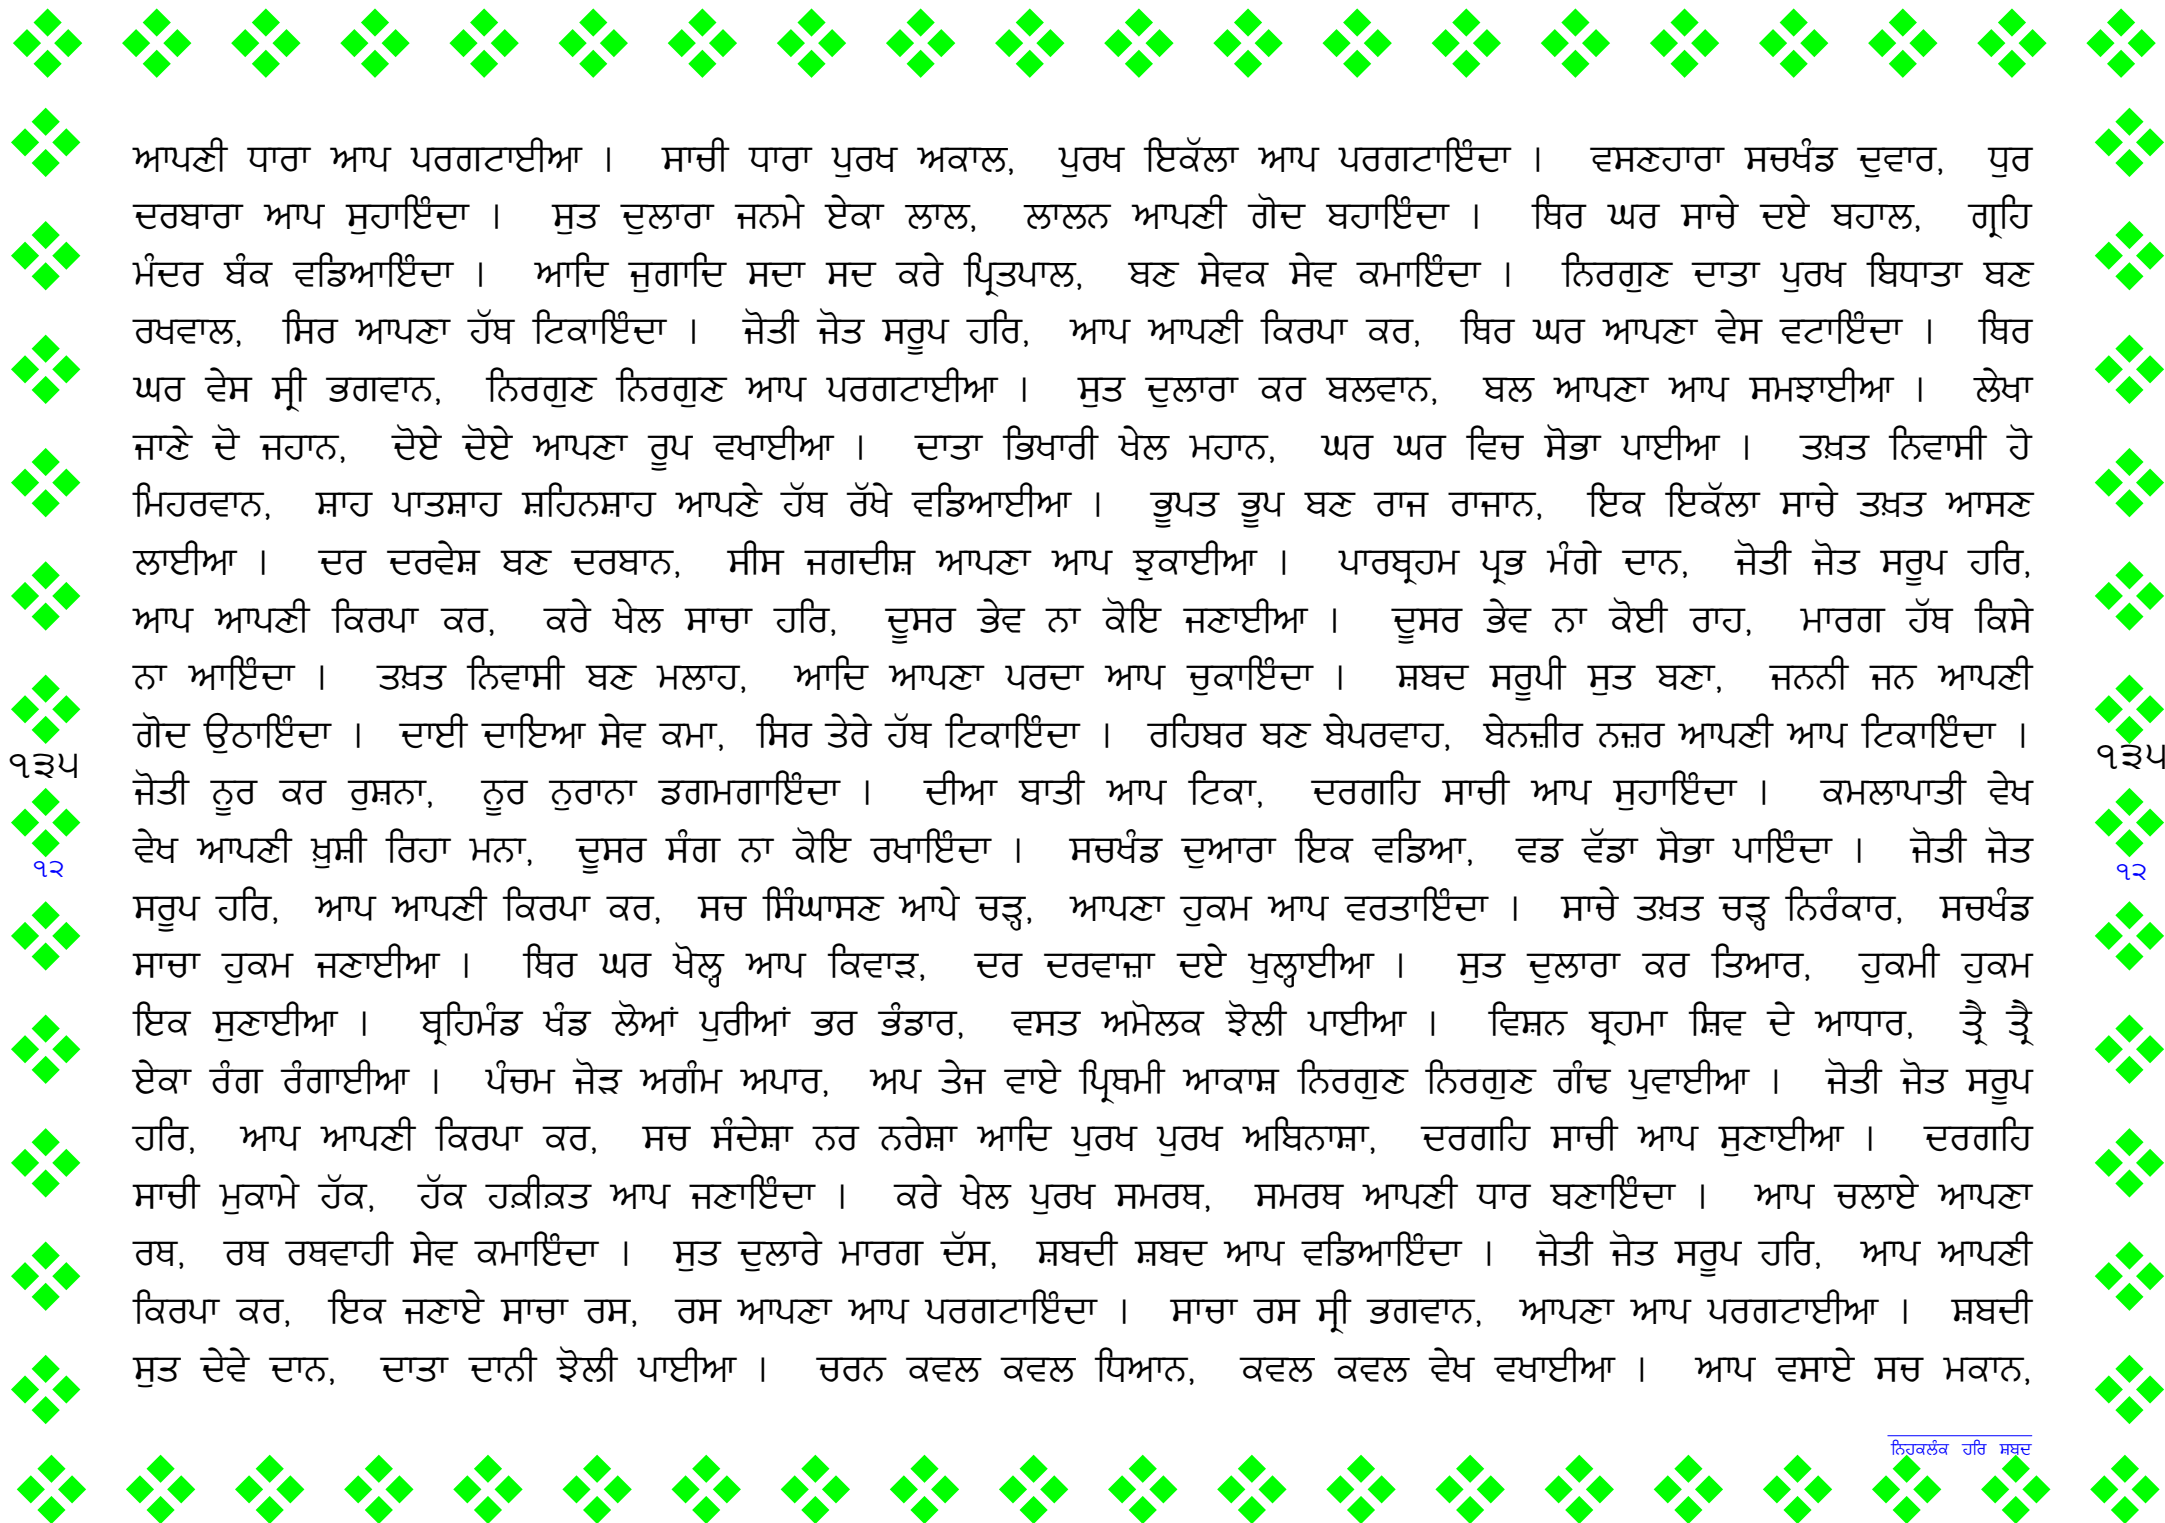 ਆਪਣੀ ਧਾਰਾ ਆਪ ਪਰਗਟਾਈਆ । ਸਾਚੀ ਧਾਰਾ ਪੁਰਖ ਅਕਾਲ, ਪੁਰਖ ਇਕੱਲਾ ਆਪ ਪਰਗਟਾਇੰਦਾ । ਵਸਣਹਾਰਾ ਸਚਖੰਡ ਦੁਵਾਰ, ਧੁਰ
ਦਰਬਾਰਾ ਆਪ ਸੁਹਾਇੰਦਾ । ਸੁਤ ਦੁਲਾਰਾ ਜਨਮੇ ਏਕਾ ਲਾਲ, ਲਾਲਨ ਆਪਣੀ ਗੋਦ ਬਹਾਇੰਦਾ । ਥਿਰ ਘਰ ਸਾਚੇ ਦਏ ਬਹਾਲ, ਗ੍ਰਹਿ
ਮੰਦਰ ਬੰਕ ਵਡਿਆਇੰਦਾ । ਆਦਿ ਜੁਗਾਦਿ ਸਦਾ ਸਦ ਕਰੇ ਪ੍ਰਿਤਪਾਲ, ਬਣ ਸੇਵਕ ਸੇਵ ਕਮਾਇੰਦਾ । ਨਿਰਗੁਣ ਦਾਤਾ ਪੁਰਖ ਬਿਧਾਤਾ ਬਣ
ਰਖਵਾਲ, ਸਿਰ ਆਪਣਾ ਹੱਥ ਟਿਕਾਇੰਦਾ । ਜੋਤੀ ਜੋਤ ਸਰੂਪ ਹਰਿ, ਆਪ ਆਪਣੀ ਕਿਰਪਾ ਕਰ, ਥਿਰ ਘਰ ਆਪਣਾ ਵੇਸ ਵਟਾਇੰਦਾ । ਥਿਰ
ਘਰ ਵੇਸ ਸ੍ਰੀ ਭਗਵਾਨ, ਨਿਰਗੁਣ ਨਿਰਗੁਣ ਆਪ ਪਰਗਟਾਈਆ । ਸੁਤ ਦੁਲਾਰਾ ਕਰ ਬਲਵਾਨ, ਬਲ ਆਪਣਾ ਆਪ ਸਮਝਾਈਆ । ਲੇਖਾ
ਜਾਣੇ ਦੋ ਜਹਾਨ, ਦੋਏ ਦੋਏ ਆਪਣਾ ਰੂਪ ਵਖਾਈਆ । ਦਾਤਾ ਭਿਖਾਰੀ ਖੇਲ ਮਹਾਨ, ਘਰ ਘਰ ਵਿਚ ਸੋਭਾ ਪਾਈਆ । ਤਖ਼ਤ ਨਿਵਾਸੀ ਹੋ
ਮਿਹਰਵਾਨ, ਸ਼ਾਹ ਪਾਤਸ਼ਾਹ ਸ਼ਹਿਨਸ਼ਾਹ ਆਪਣੇ ਹੱਥ ਰੱਖੇ ਵਡਿਆਈਆ । ਭੂਪਤ ਭੂਪ ਬਣ ਰਾਜ ਰਾਜਾਨ, ਇਕ ਇਕੱਲਾ ਸਾਚੇ ਤਖ਼ਤ ਆਸਣ
ਲਾਈਆ । ਦਰ ਦਰਵੇਸ਼ ਬਣ ਦਰਬਾਨ, ਸੀਸ ਜਗਦੀਸ਼ ਆਪਣਾ ਆਪ ਝੁਕਾਈਆ । ਪਾਰਬ੍ਰਹਮ ਪ੍ਰਭ ਮੰਗੇ ਦਾਨ, ਜੋਤੀ ਜੋਤ ਸਰੂਪ ਹਰਿ,
ਆਪ ਆਪਣੀ ਕਿਰਪਾ ਕਰ, ਕਰੇ ਖੇਲ ਸਾਚਾ ਹਰਿ, ਦੂਸਰ ਭੇਵ ਨਾ ਕੋਇ ਜਣਾਈਆ । ਦੂਸਰ ਭੇਵ ਨਾ ਕੋਈ ਰਾਹ, ਮਾਰਗ ਹੱਥ ਕਿਸੇ
ਨਾ ਆਇੰਦਾ । ਤਖ਼ਤ ਨਿਵਾਸੀ ਬਣ ਮਲਾਹ, ਆਦਿ ਆਪਣਾ ਪਰਦਾ ਆਪ ਚੁਕਾਇੰਦਾ । ਸ਼ਬਦ ਸਰੂਪੀ ਸੁਤ ਬਣਾ, ਜਨਨੀ ਜਨ ਆਪਣੀ
ਗੋਦ ਉਠਾਇੰਦਾ । ਦਾਈ ਦਾਇਆ ਸੇਵ ਕਮਾ, ਸਿਰ ਤੇਰੇ ਹੱਥ ਟਿਕਾਇੰਦਾ । ਰਹਿਬਰ ਬਣ ਬੇਪਰਵਾਹ, ਬੇਨਜ਼ੀਰ ਨਜ਼ਰ ਆਪਣੀ ਆਪ ਟਿਕਾਇੰਦਾ ।
ਜੋਤੀ ਨੂਰ ਕਰ ਰੁਸ਼ਨਾ, ਨੂਰ ਨੁਰਾਨਾ ਡਗਮਗਾਇੰਦਾ । ਦੀਆ ਬਾਤੀ ਆਪ ਟਿਕਾ, ਦਰਗਹਿ ਸਾਚੀ ਆਪ ਸੁਹਾਇੰਦਾ । ਕਮਲਾਪਾਤੀ ਵੇਖ
ਵੇਖ ਆਪਣੀ ਖ਼ੁਸ਼ੀ ਰਿਹਾ ਮਨਾ, ਦੂਸਰ ਸੰਗ ਨਾ ਕੋਇ ਰਖਾਇੰਦਾ । ਸਚਖੰਡ ਦੁਆਰਾ ਇਕ ਵਡਿਆ, ਵਡ ਵੱਡਾ ਸੋਭਾ ਪਾਇੰਦਾ । ਜੋਤੀ ਜੋਤ
ਸਰੂਪ ਹਰਿ, ਆਪ ਆਪਣੀ ਕਿਰਪਾ ਕਰ, ਸਚ ਸਿੰਘਾਸਣ ਆਪੇ ਚੜ੍ਹ, ਆਪਣਾ ਹੁਕਮ ਆਪ ਵਰਤਾਇੰਦਾ । ਸਾਚੇ ਤਖ਼ਤ ਚੜ੍ਹ ਨਿਰੰਕਾਰ, ਸਚਖੰਡ
ਸਾਚਾ ਹੁਕਮ ਜਣਾਈਆ । ਥਿਰ ਘਰ ਖੋਲ੍ਹ ਆਪ ਕਿਵਾੜ, ਦਰ ਦਰਵਾਜ਼ਾ ਦਏ ਖੁਲ੍ਹਾਈਆ । ਸੁਤ ਦੁਲਾਰਾ ਕਰ ਤਿਆਰ, ਹੁਕਮੀ ਹੁਕਮ
ਇਕ ਸੁਣਾਈਆ । ਬ੍ਰਹਿਮੰਡ ਖੰਡ ਲੋਆਂ ਪੁਰੀਆਂ ਭਰ ਭੰਡਾਰ, ਵਸਤ ਅਮੋਲਕ ਝੋਲੀ ਪਾਈਆ । ਵਿਸ਼ਨ ਬ੍ਰਹਮਾ ਸ਼ਿਵ ਦੇ ਆਧਾਰ, ਤ੍ਰੈ ਤ੍ਰੈ
ਏਕਾ ਰੰਗ ਰੰਗਾਈਆ । ਪੰਚਮ ਜੋੜ ਅਗੰਮ ਅਪਾਰ, ਅਪ ਤੇਜ ਵਾਏ ਪ੍ਰਿਥਮੀ ਆਕਾਸ਼ ਨਿਰਗੁਣ ਨਿਰਗੁਣ ਗੰਢ ਪੁਵਾਈਆ । ਜੋਤੀ ਜੋਤ ਸਰੂਪ
ਹਰਿ, ਆਪ ਆਪਣੀ ਕਿਰਪਾ ਕਰ, ਸਚ ਸੰਦੇਸ਼ਾ ਨਰ ਨਰੇਸ਼ਾ ਆਦਿ ਪੁਰਖ ਪੁਰਖ ਅਬਿਨਾਸ਼ਾ, ਦਰਗਹਿ ਸਾਚੀ ਆਪ ਸੁਣਾਈਆ । ਦਰਗਹਿ
ਸਾਚੀ ਮੁਕਾਮੇ ਹੱਕ, ਹੱਕ ਹਕੀਕ਼ਤ ਆਪ ਜਣਾਇੰਦਾ । ਕਰੇ ਖੇਲ ਪੁਰਖ ਸਮਰਥ, ਸਮਰਥ ਆਪਣੀ ਧਾਰ ਬਣਾਇੰਦਾ । ਆਪ ਚਲਾਏ ਆਪਣਾ
ਰਥ, ਰਥ ਰਥਵਾਹੀ ਸੇਵ ਕਮਾਇੰਦਾ । ਸੁਤ ਦੁਲਾਰੇ ਮਾਰਗ ਦੱਸ, ਸ਼ਬਦੀ ਸ਼ਬਦ ਆਪ ਵਡਿਆਇੰਦਾ । ਜੋਤੀ ਜੋਤ ਸਰੂਪ ਹਰਿ, ਆਪ ਆਪਣੀ
ਕਿਰਪਾ ਕਰ, ਇਕ ਜਣਾਏ ਸਾਚਾ ਰਸ, ਰਸ ਆਪਣਾ ਆਪ ਪਰਗਟਾਇੰਦਾ । ਸਾਚਾ ਰਸ ਸ੍ਰੀ ਭਗਵਾਨ, ਆਪਣਾ ਆਪ ਪਰਗਟਾਈਆ । ਸ਼ਬਦੀ
ਸੁਤ ਦੇਵੇ ਦਾਨ, ਦਾਤਾ ਦਾਨੀ ਝੋਲੀ ਪਾਈਆ । ਚਰਨ ਕਵਲ ਕਵਲ ਧਿਆਨ, ਕਵਲ ਕਵਲ ਵੇਖ ਵਖਾਈਆ । ਆਪ ਵਸਾਏ ਸਚ ਮਕਾਨ,
੧੩੫
੧੩੫
੧੨
੧੨
ਨਿਹਕਲੰਕ ਹਰਿ ਸ਼ਬਦ